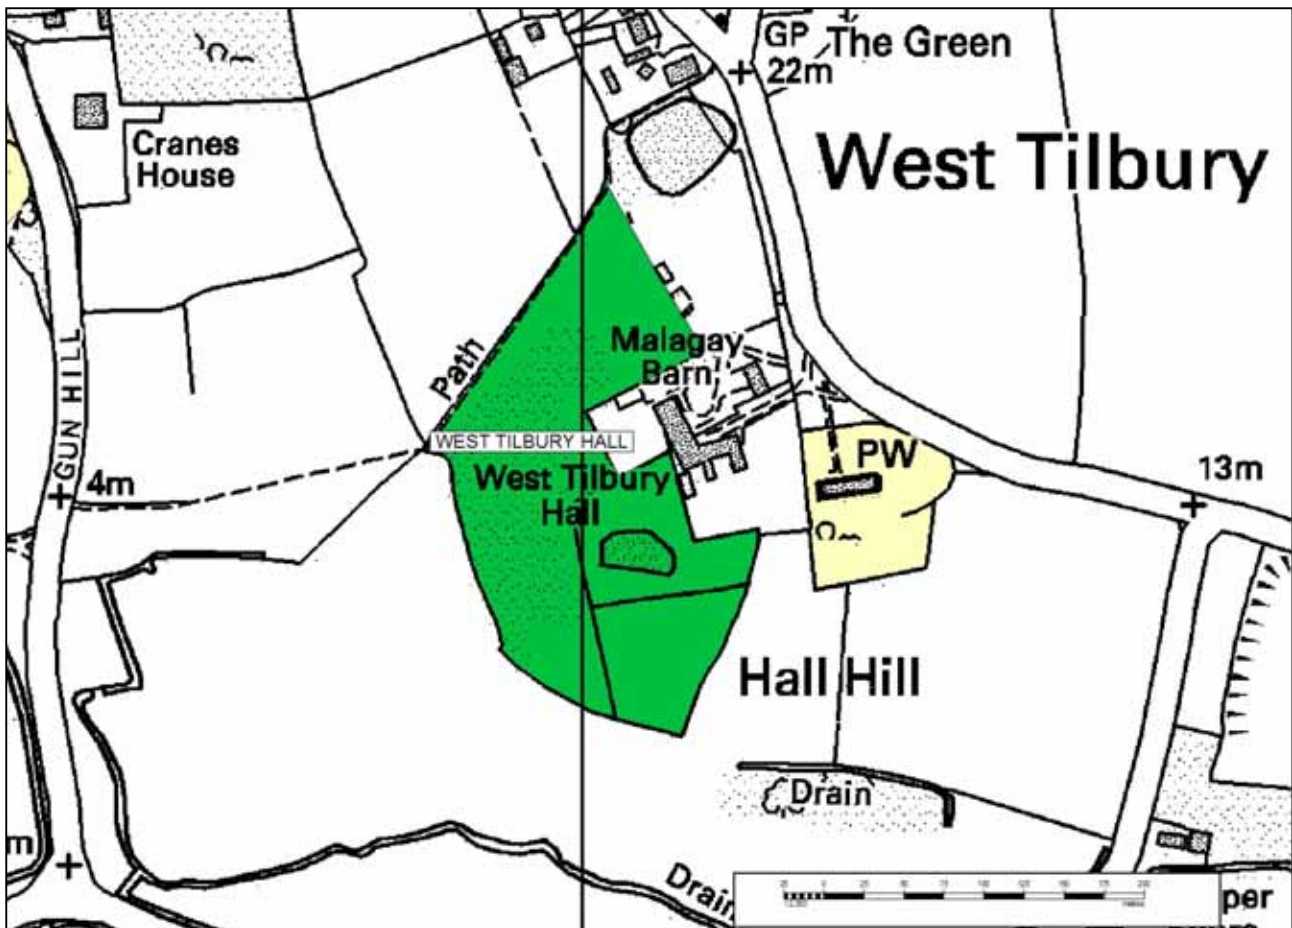 GP
The Green
22m
West Tilbury
Cranes
House
Malagay
Barn
Path
GUN HILL
WEST TILBURY HALL
PW
13m
4m
West Tilbury
Hall
Hall Hill
Drain
m
Drain
per